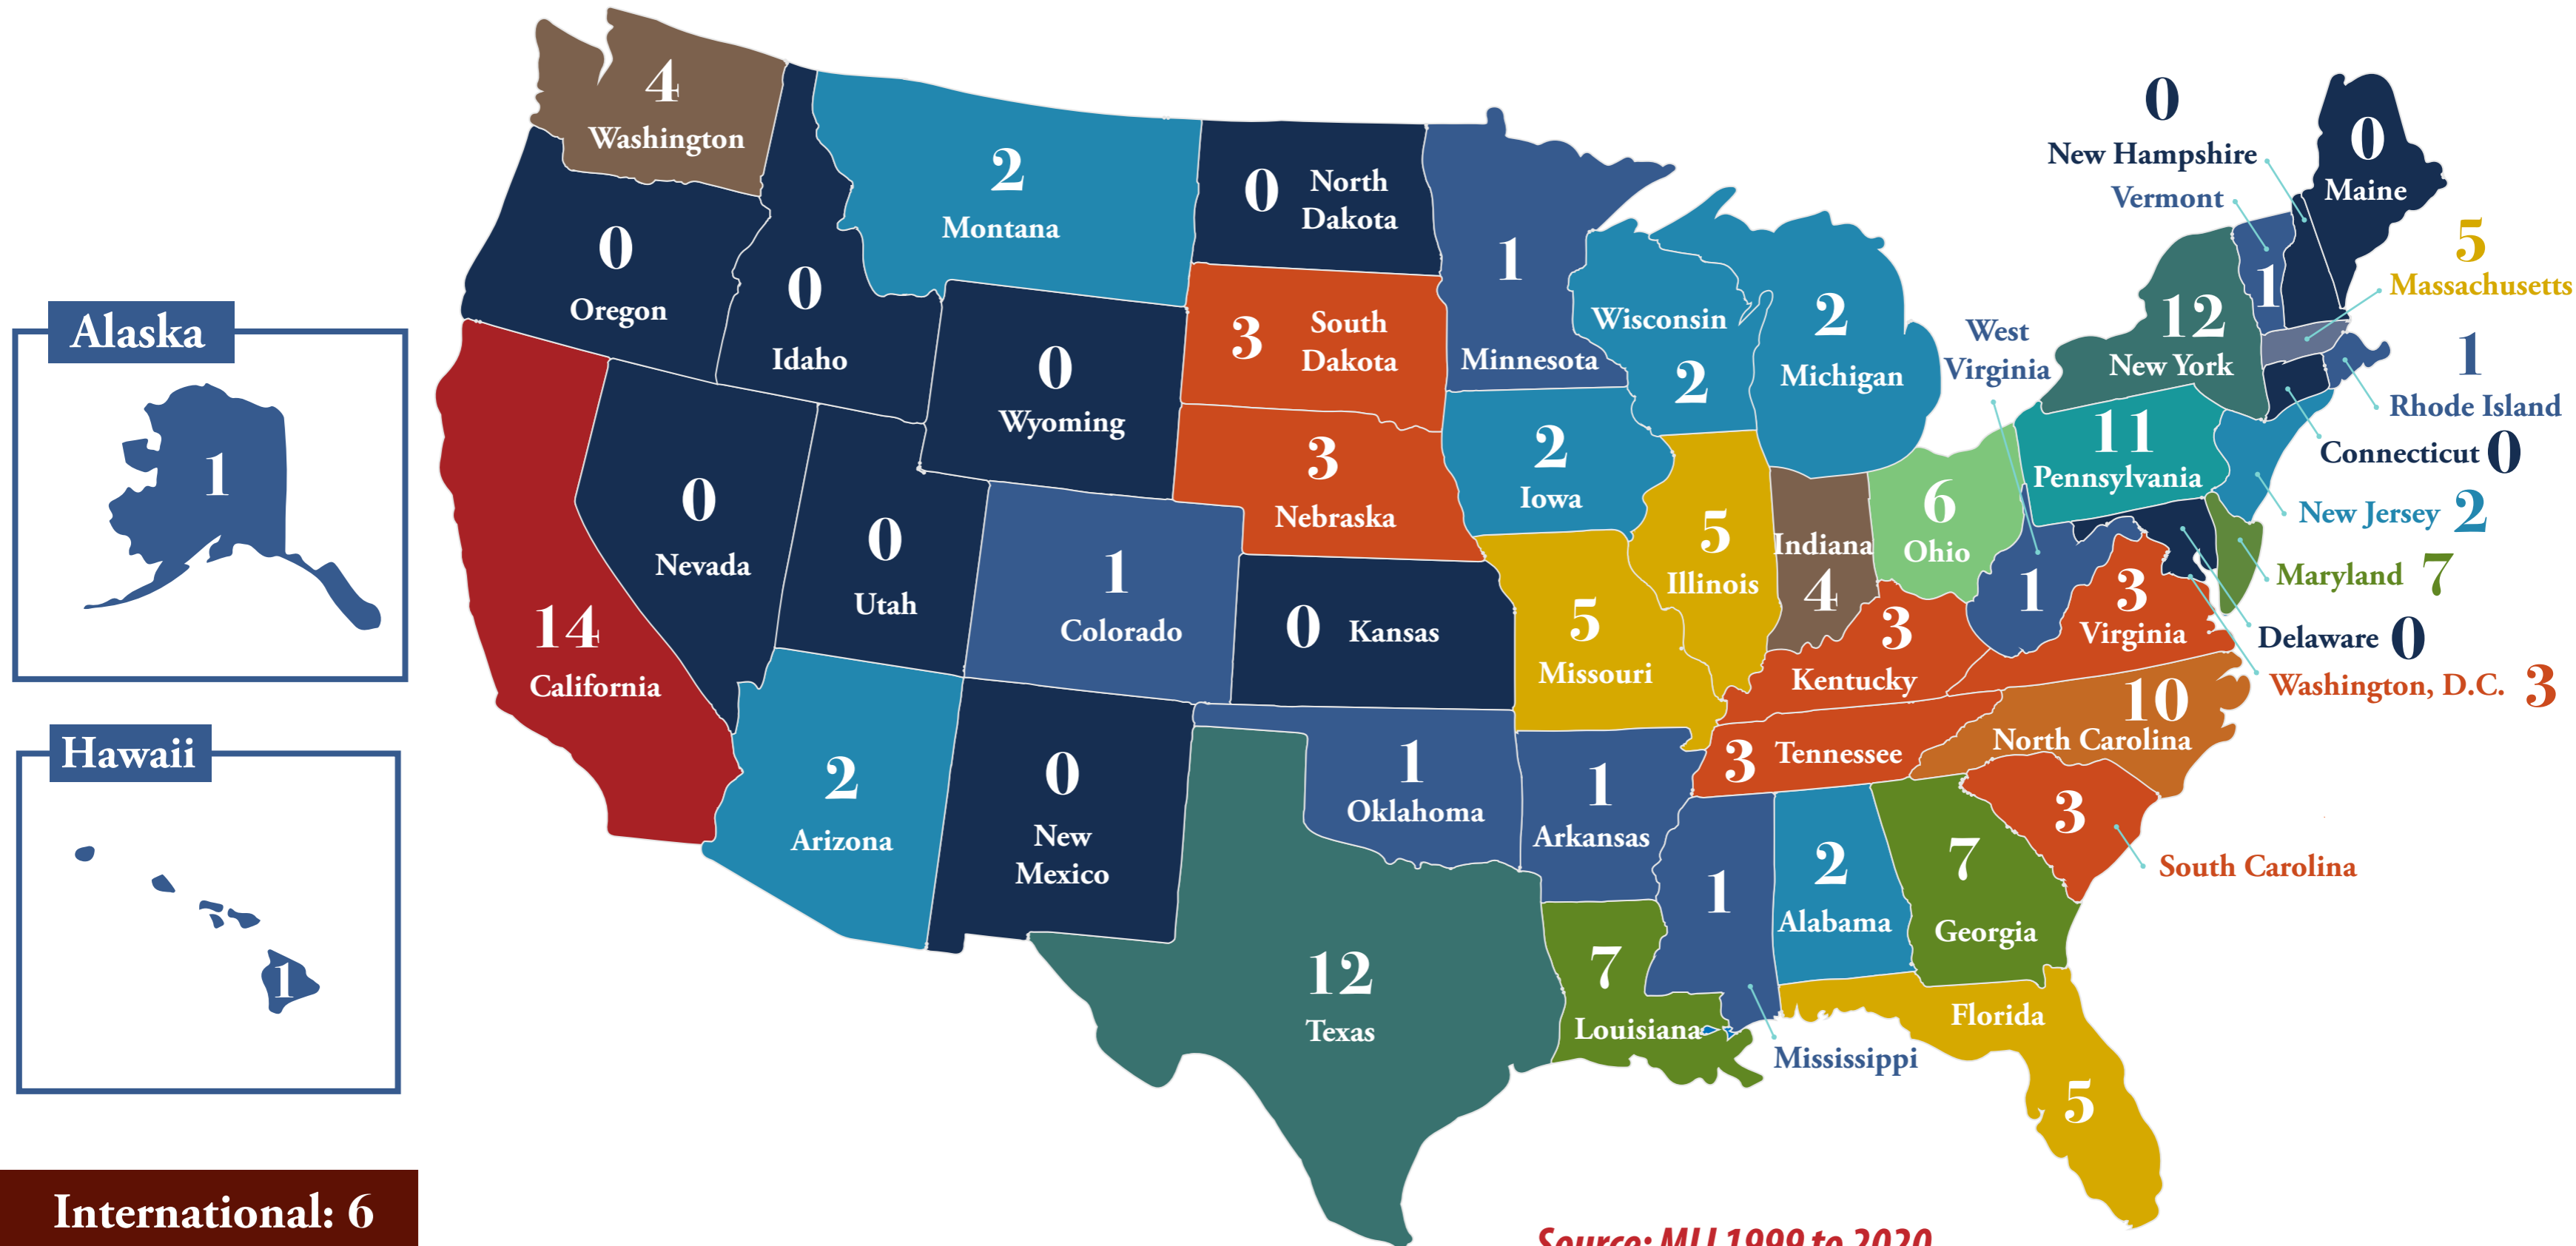 4
Washington
0
Oregon
0
Idaho
2
Montana
0
North
Dakota
3
South
Dakota
0
Wyoming
3
Nebraska
14
California
0
Nevada
0
Utah
1
Colorado
0
Kansas
2
Arizona
0
New
Mexico
12
Texas
1
Oklahoma
1
Minnesota
2
Iowa
5
Missouri
1
Arkansas
7
Louisiana
Wisconsin
2
2
Michigan
5
Illinois
Indiana
4
6
Ohio
3
Kentucky
3
Tennessee
1
Mississippi
2
Alabama
7
Georgia
Florida
5
3
South Carolina
10
North Carolina
3
Virginia
West
Virginia
1
11
Pennsylvania
12
New York
0
New Hampshire
Vermont
1
0
Maine
5
Massachusetts
1
Rhode Island
Connecticut 0
New Jersey 2
Maryland 7
Delaware 0
Washington, D.C. 3
Alaska
1
Hawaii
1
International: 6
Source: MLI 1999 to 2020